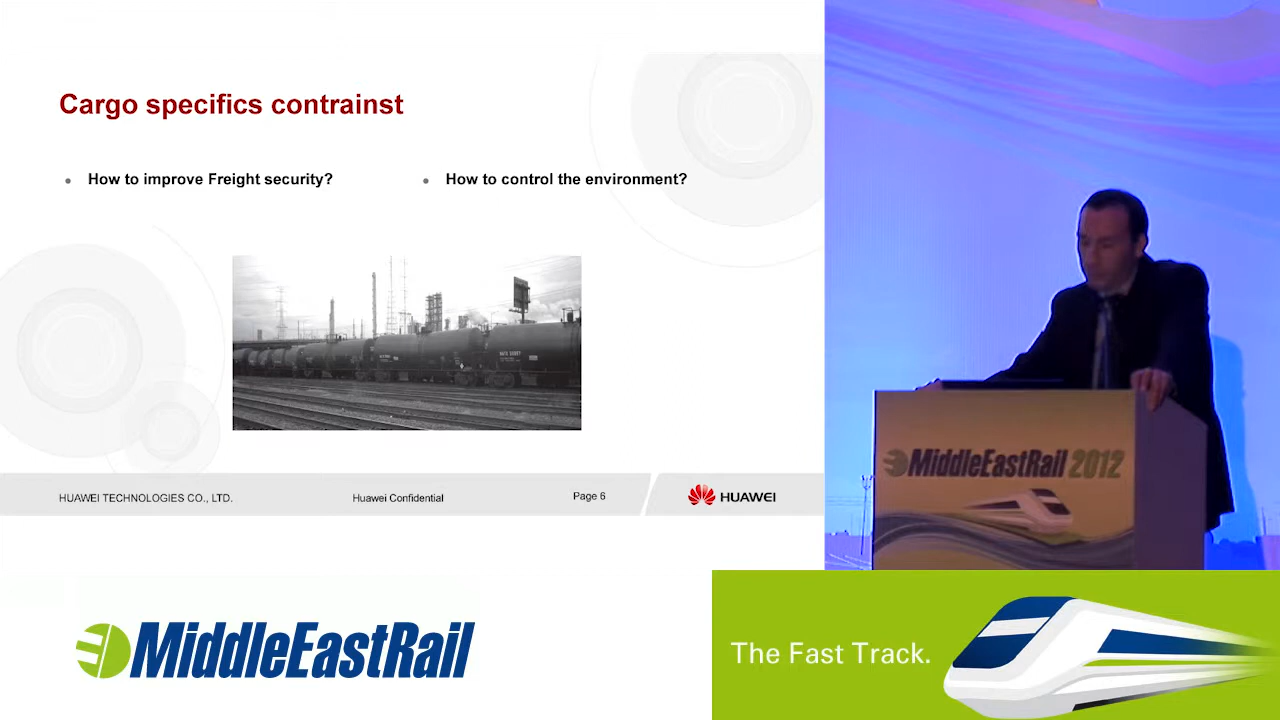 Cargo specifics contrainst
How to improve Freight security?
How to control the environment?
HUAWEI TECHNOLOGIES CO., LTD.
Huawei Confidential
Page 6
HUAWEI
MiddleEastRail 2012
MiddleEastRail
The Fast Track.